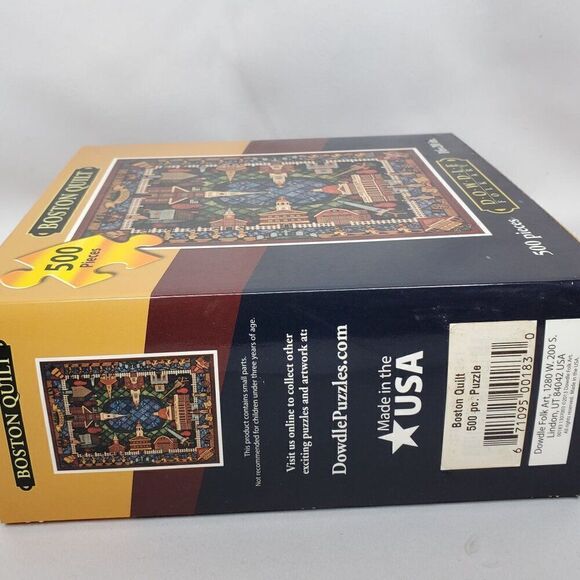 BOSTON QUILT
500
Pieces
DOWDLE
FOLK ART
500 pieces
BOSTON QUILT
This product contains small parts.
Not recommended for children under three years of age.
Visit us online to collect other
exciting puzzles and artwork at:
DowdlePuzzles.com
Made in the
USA
Boston Quilt
500 pc. Puzzle
6 71095 00183 0
Dowdle Folk Art, 1280 W. 200 S.
Lindon, UT 84042 USA